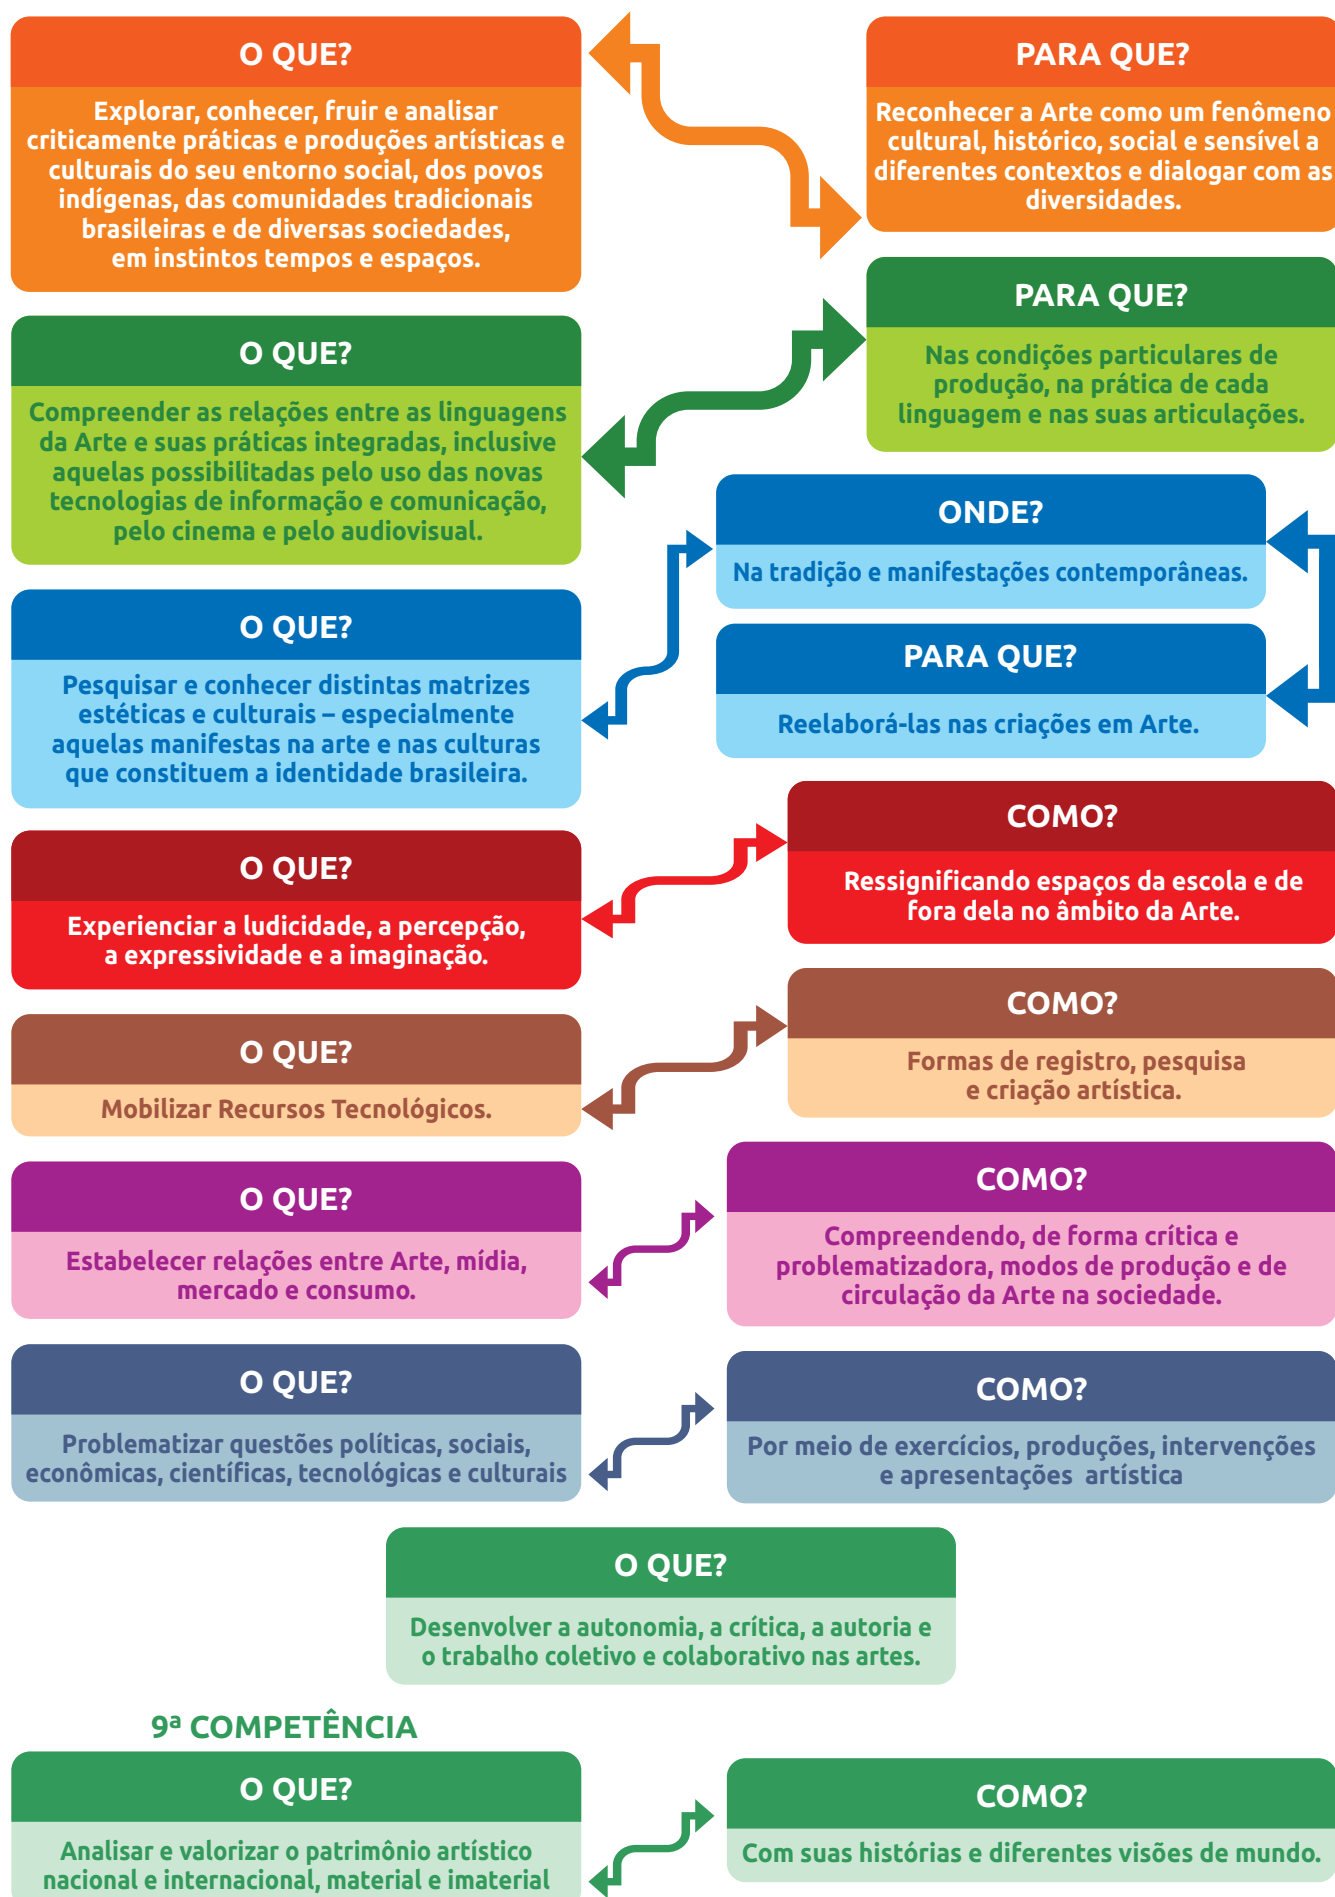 O QUE?
Explorar, conhecer, fruir e analisar
criticamente práticas e produções artísticas e
culturais do seu entorno social, dos povos
indígenas, das comunidades tradicionais
brasileiras e de diversas sociedades,
em instintos tempos e espaços.
PARA QUE?
Reconhecer a Arte como um fenômeno
cultural, histórico, social e sensível a
diferentes contextos e dialogar com as
diversidades.
O QUE?
Compreender as relações entre as linguagens
da Arte e suas práticas integradas, inclusive
aquelas possibilitadas pelo uso das novas
tecnologias de informação e comunicação,
pelo cinema e pelo audiovisual.
PARA QUE?
Nas condições particulares de
produção, na prática de cada
linguagem e nas suas articulações.
O QUE?
Pesquisar e conhecer distintas matrizes
estéticas e culturais – especialmente
aquelas manifestas na arte e nas culturas
que constituem a identidade brasileira.
ONDE?
Na tradição e manifestações contemporâneas.
PARA QUE?
Reelaborá-las nas criações em Arte.
O QUE?
Experienciar a ludicidade, a percepção,
a expressividade e a imaginação.
COMO?
Ressignificando espaços da escola e de
fora dela no âmbito da Arte.
O QUE?
Mobilizar Recursos Tecnológicos.
COMO?
Formas de registro, pesquisa
e criação artística.
O QUE?
Estabelecer relações entre Arte, mídia,
mercado e consumo.
COMO?
Compreendendo, de forma crítica e
problematizadora, modos de produção e de
circulação da Arte na sociedade.
O QUE?
Problematizar questões políticas, sociais,
econômicas, científicas, tecnológicas e culturais
COMO?
Por meio de exercícios, produções, intervenções
e apresentações artística
O QUE?
Desenvolver a autonomia, a crítica, a autoria e
o trabalho coletivo e colaborativo nas artes.
9ª COMPETÊNCIA
O QUE?
Analisar e valorizar o patrimônio artístico
nacional e internacional, material e imaterial
COMO?
Com suas histórias e diferentes visões de mundo.